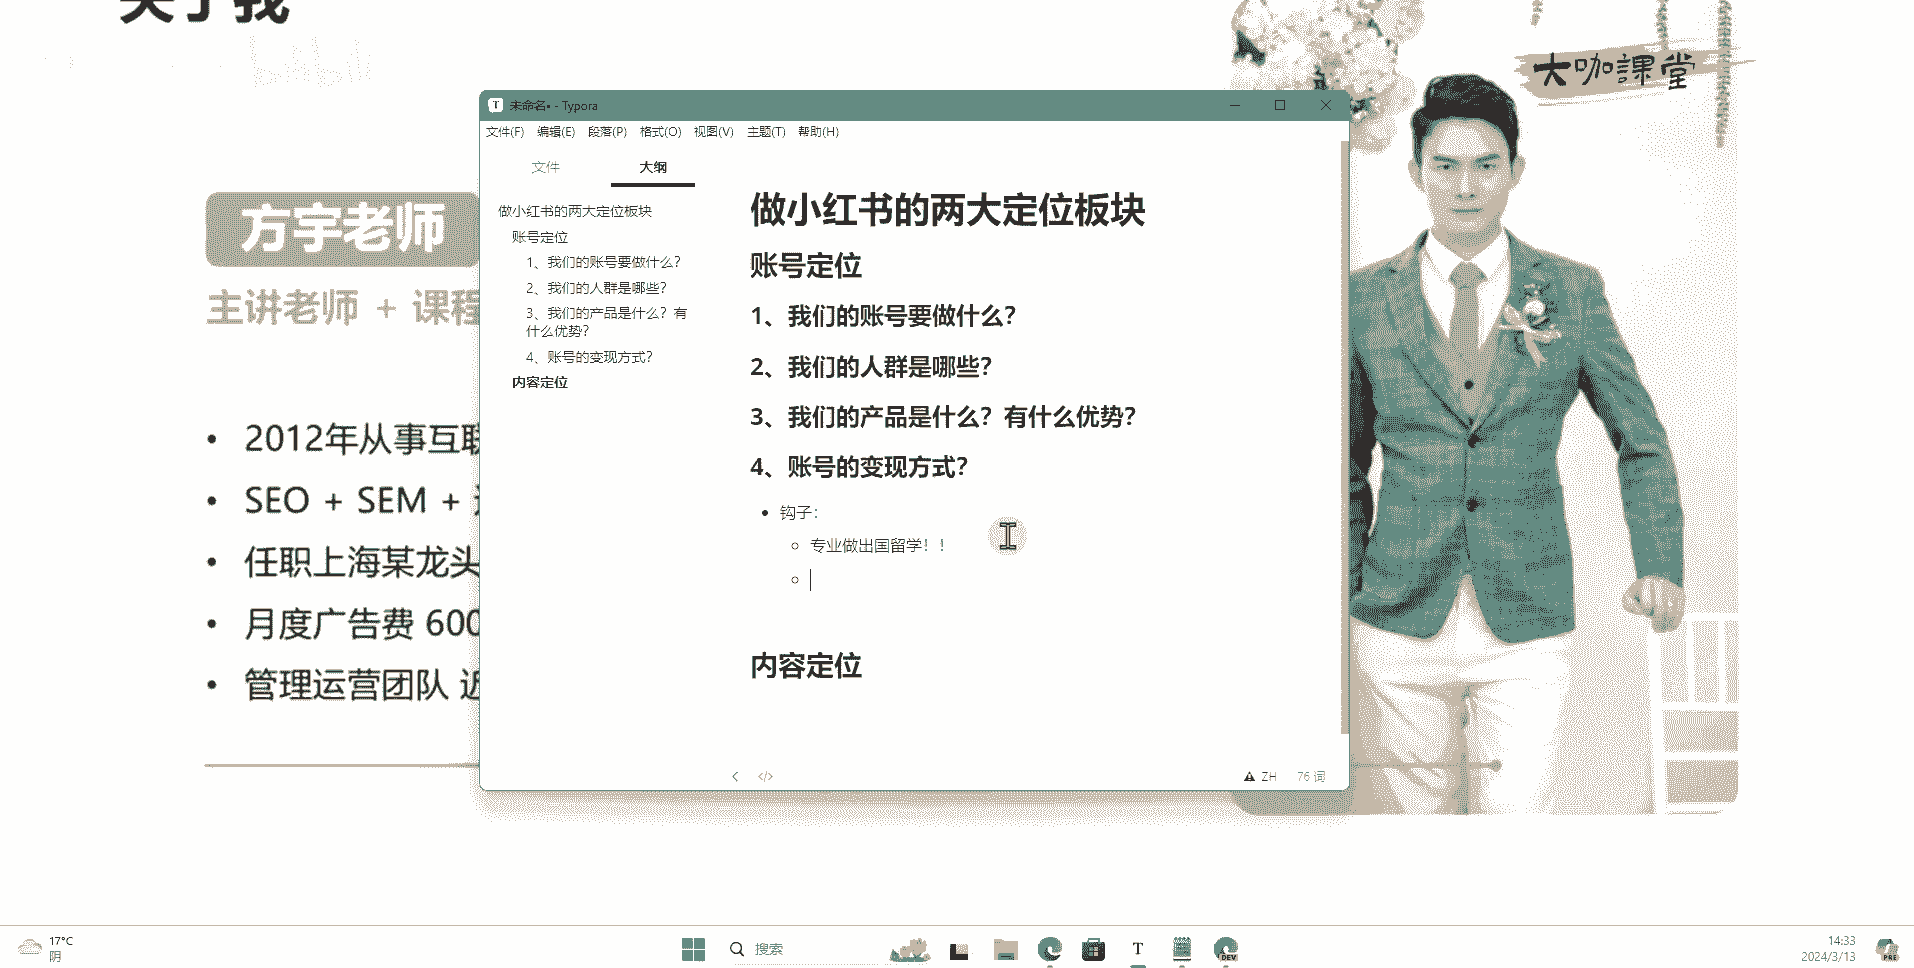 关于我
bilibili
大咖課堂
方宇老师
主讲老师 + 课程
2012年从事互联
SEO + SEM +
任职上海某龙头
月度广告费 600
管理运营团队 近
未命名• - Typora
文件(F) 编辑(E) 段落(P) 格式(O) 视图(V) 主题(T) 帮助(H)
文件 大纲
做小红书的两大定位板块
账号定位
1、我们的账号要做什么?
2、我们的人群是哪些?
3、我们的产品是什么? 有
什么优势?
4、账号的变现方式?
内容定位
做小红书的两大定位板块
账号定位
1、我们的账号要做什么?
2、我们的人群是哪些?
3、我们的产品是什么? 有什么优势?
4、账号的变现方式?
钩子:
专业做出国留学! !
内容定位
</> ZH 76 词
17°C
阴
搜索
T
DEV
14:33
2024/3/13
PRE